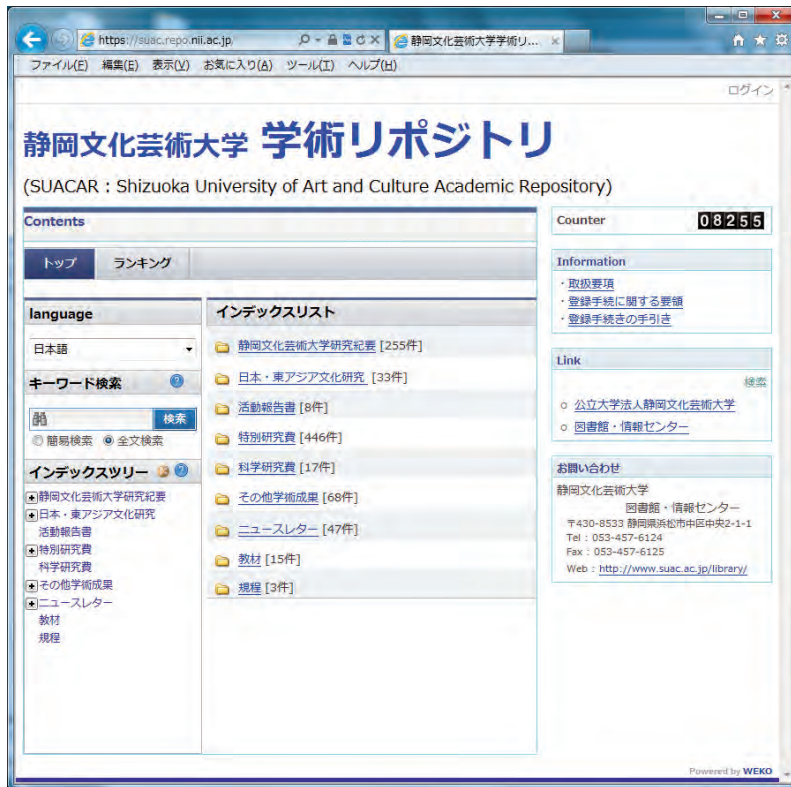 https://suac.repo.nii.ac.jp/
静岡文化芸術大学学術リ...
ファイル(F) 編集(E) 表示(V) お気に入り(A) ツール(T) ヘルプ(H)
ログイン
静岡文化芸術大学 学術リポジトリ
(SUACAR : Shizuoka University of Art and Culture Academic Repository)
Contents
トップ ランキング
language
日本語
キーワード検索
検索
簡易検索 全文検索
インデックスツリー
静岡文化芸術大学研究紀要
日本・東アジア文化研究
活動報告書
特別研究費
科学研究費
その他学術成果
ニュースレター
教材
規程
インデックスリスト
静岡文化芸術大学研究紀要 [255件]
日本・東アジア文化研究 [33件]
活動報告書 [8件]
特別研究費 [446件]
科学研究費 [17件]
その他学術成果 [68件]
ニュースレター [47件]
教材 [15件]
規程 [3件]
Counter 08255
Information
・取扱要項
・登録手続に関する要領
・登録手続きの手引き
Link
検索
公立大学法人静岡文化芸術大学
図書館・情報センター
お問い合わせ
静岡文化芸術大学
図書館・情報センター
〒430-8533 静岡県浜松市中区中央2-1-1
Tel : 053-457-6124
Fax : 053-457-6125
Web : http://www.suac.ac.jp/library/
Powered by WEKO